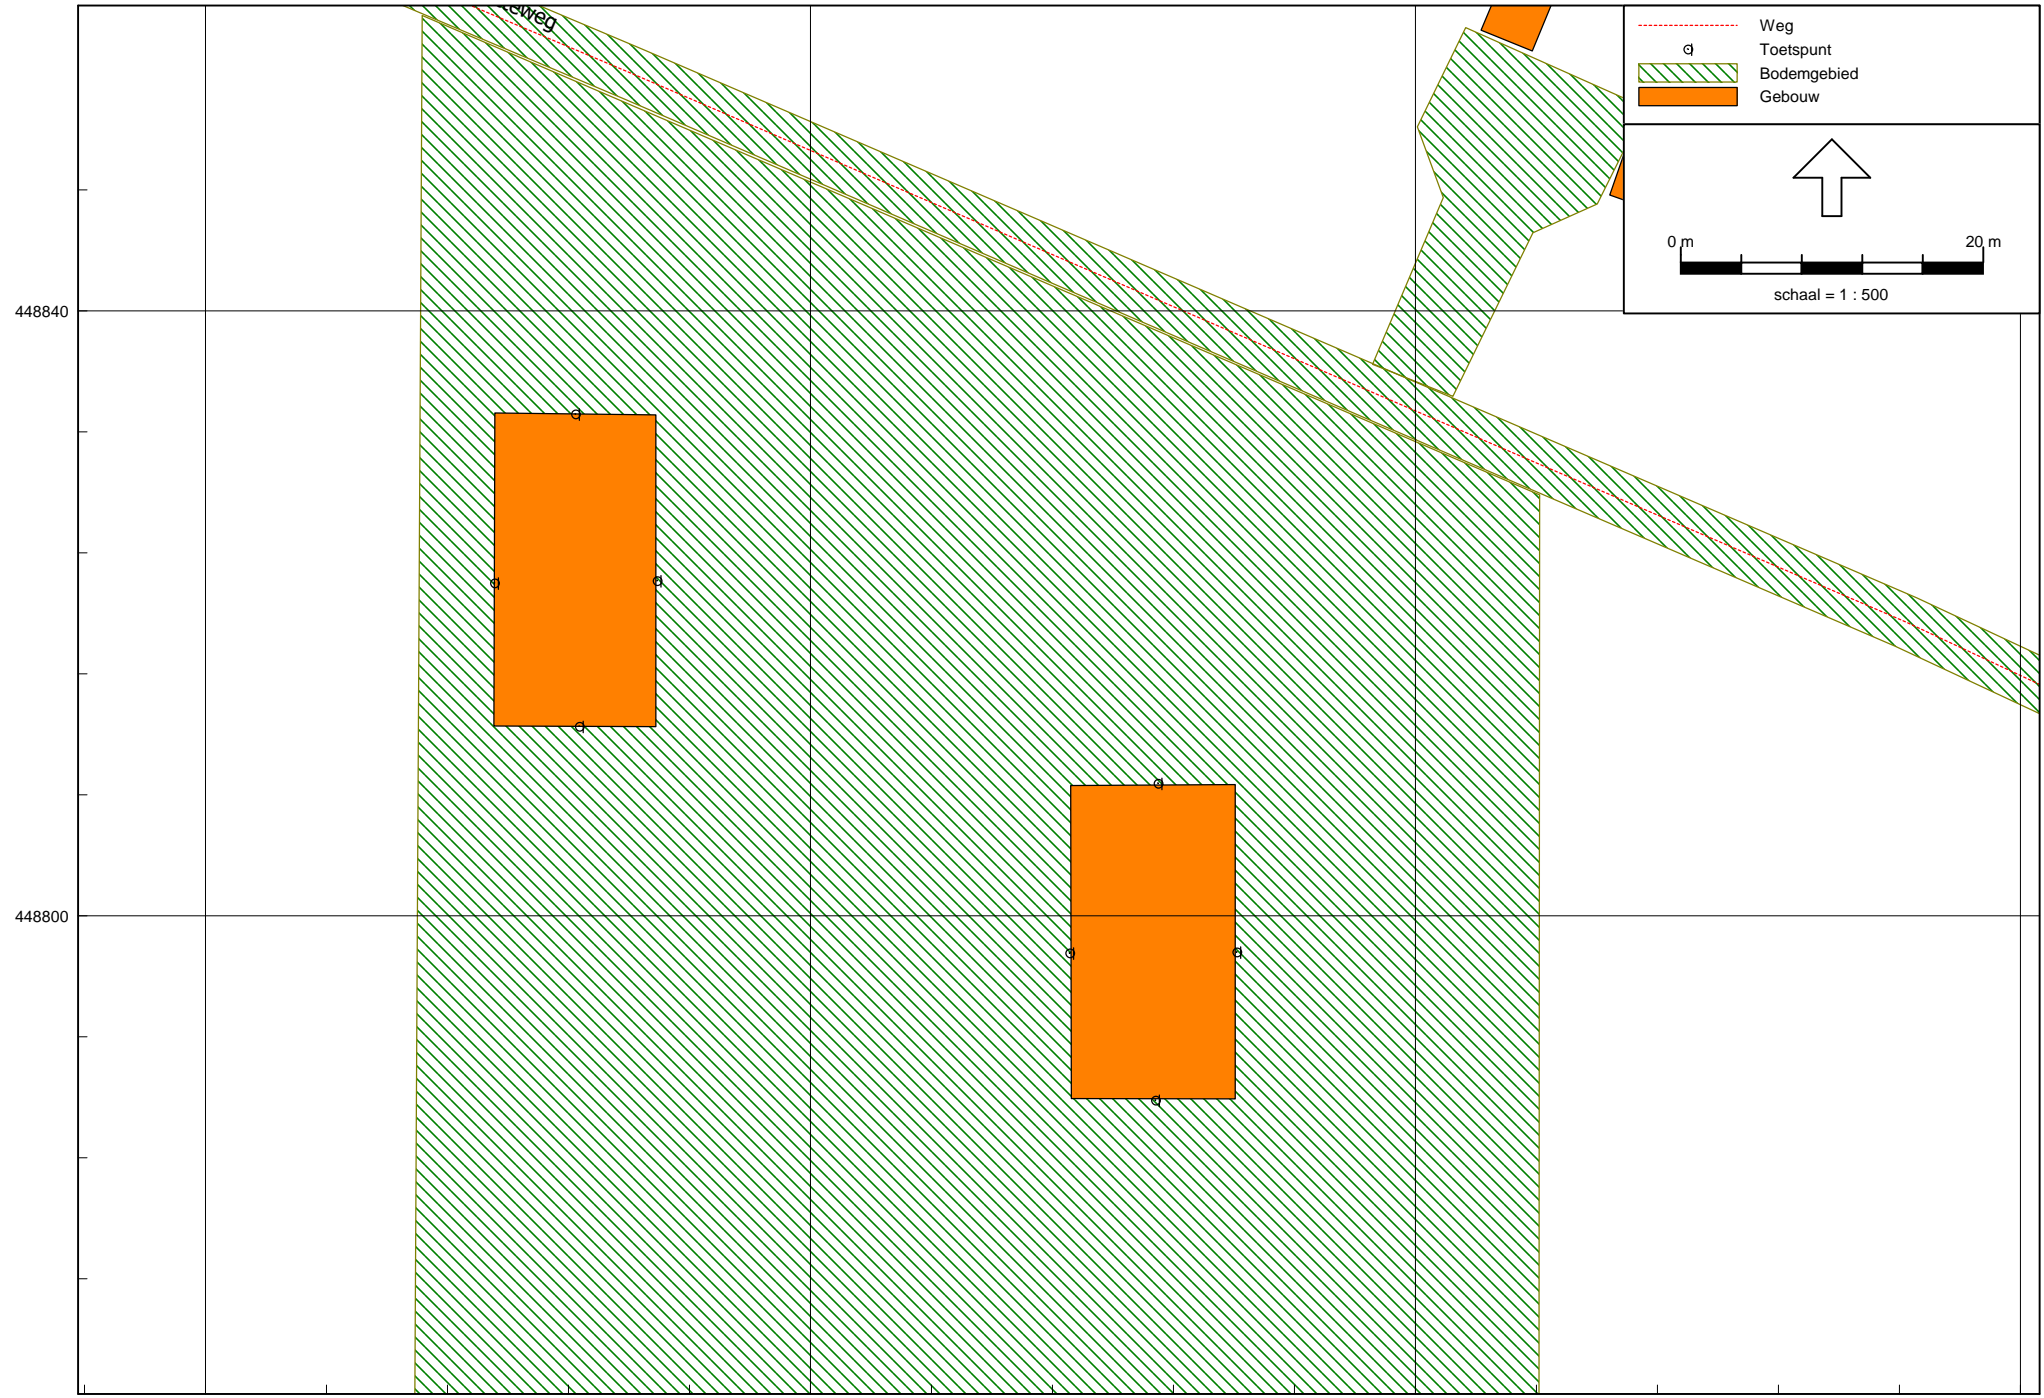 Weg
Toetspunt
Bodemgebied
Gebouw
0 m 20 m
schaal = 1 : 500
448840
448800